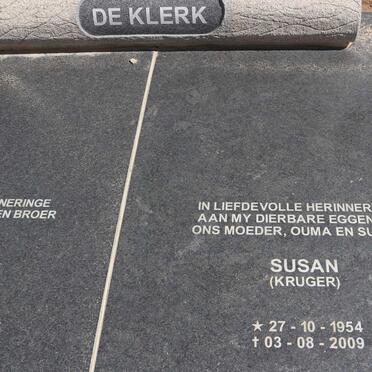 DE KLERK
NERINGE
EN BROER
IN LIEFDEVOLLE HERINNER
AAN MY DIERBARE EGGEN
ONS MOEDER, OUMA EN SU
SUSAN
(KRUGER)
★ 27 - 10 - 1954
✝ 03 - 08 - 2009